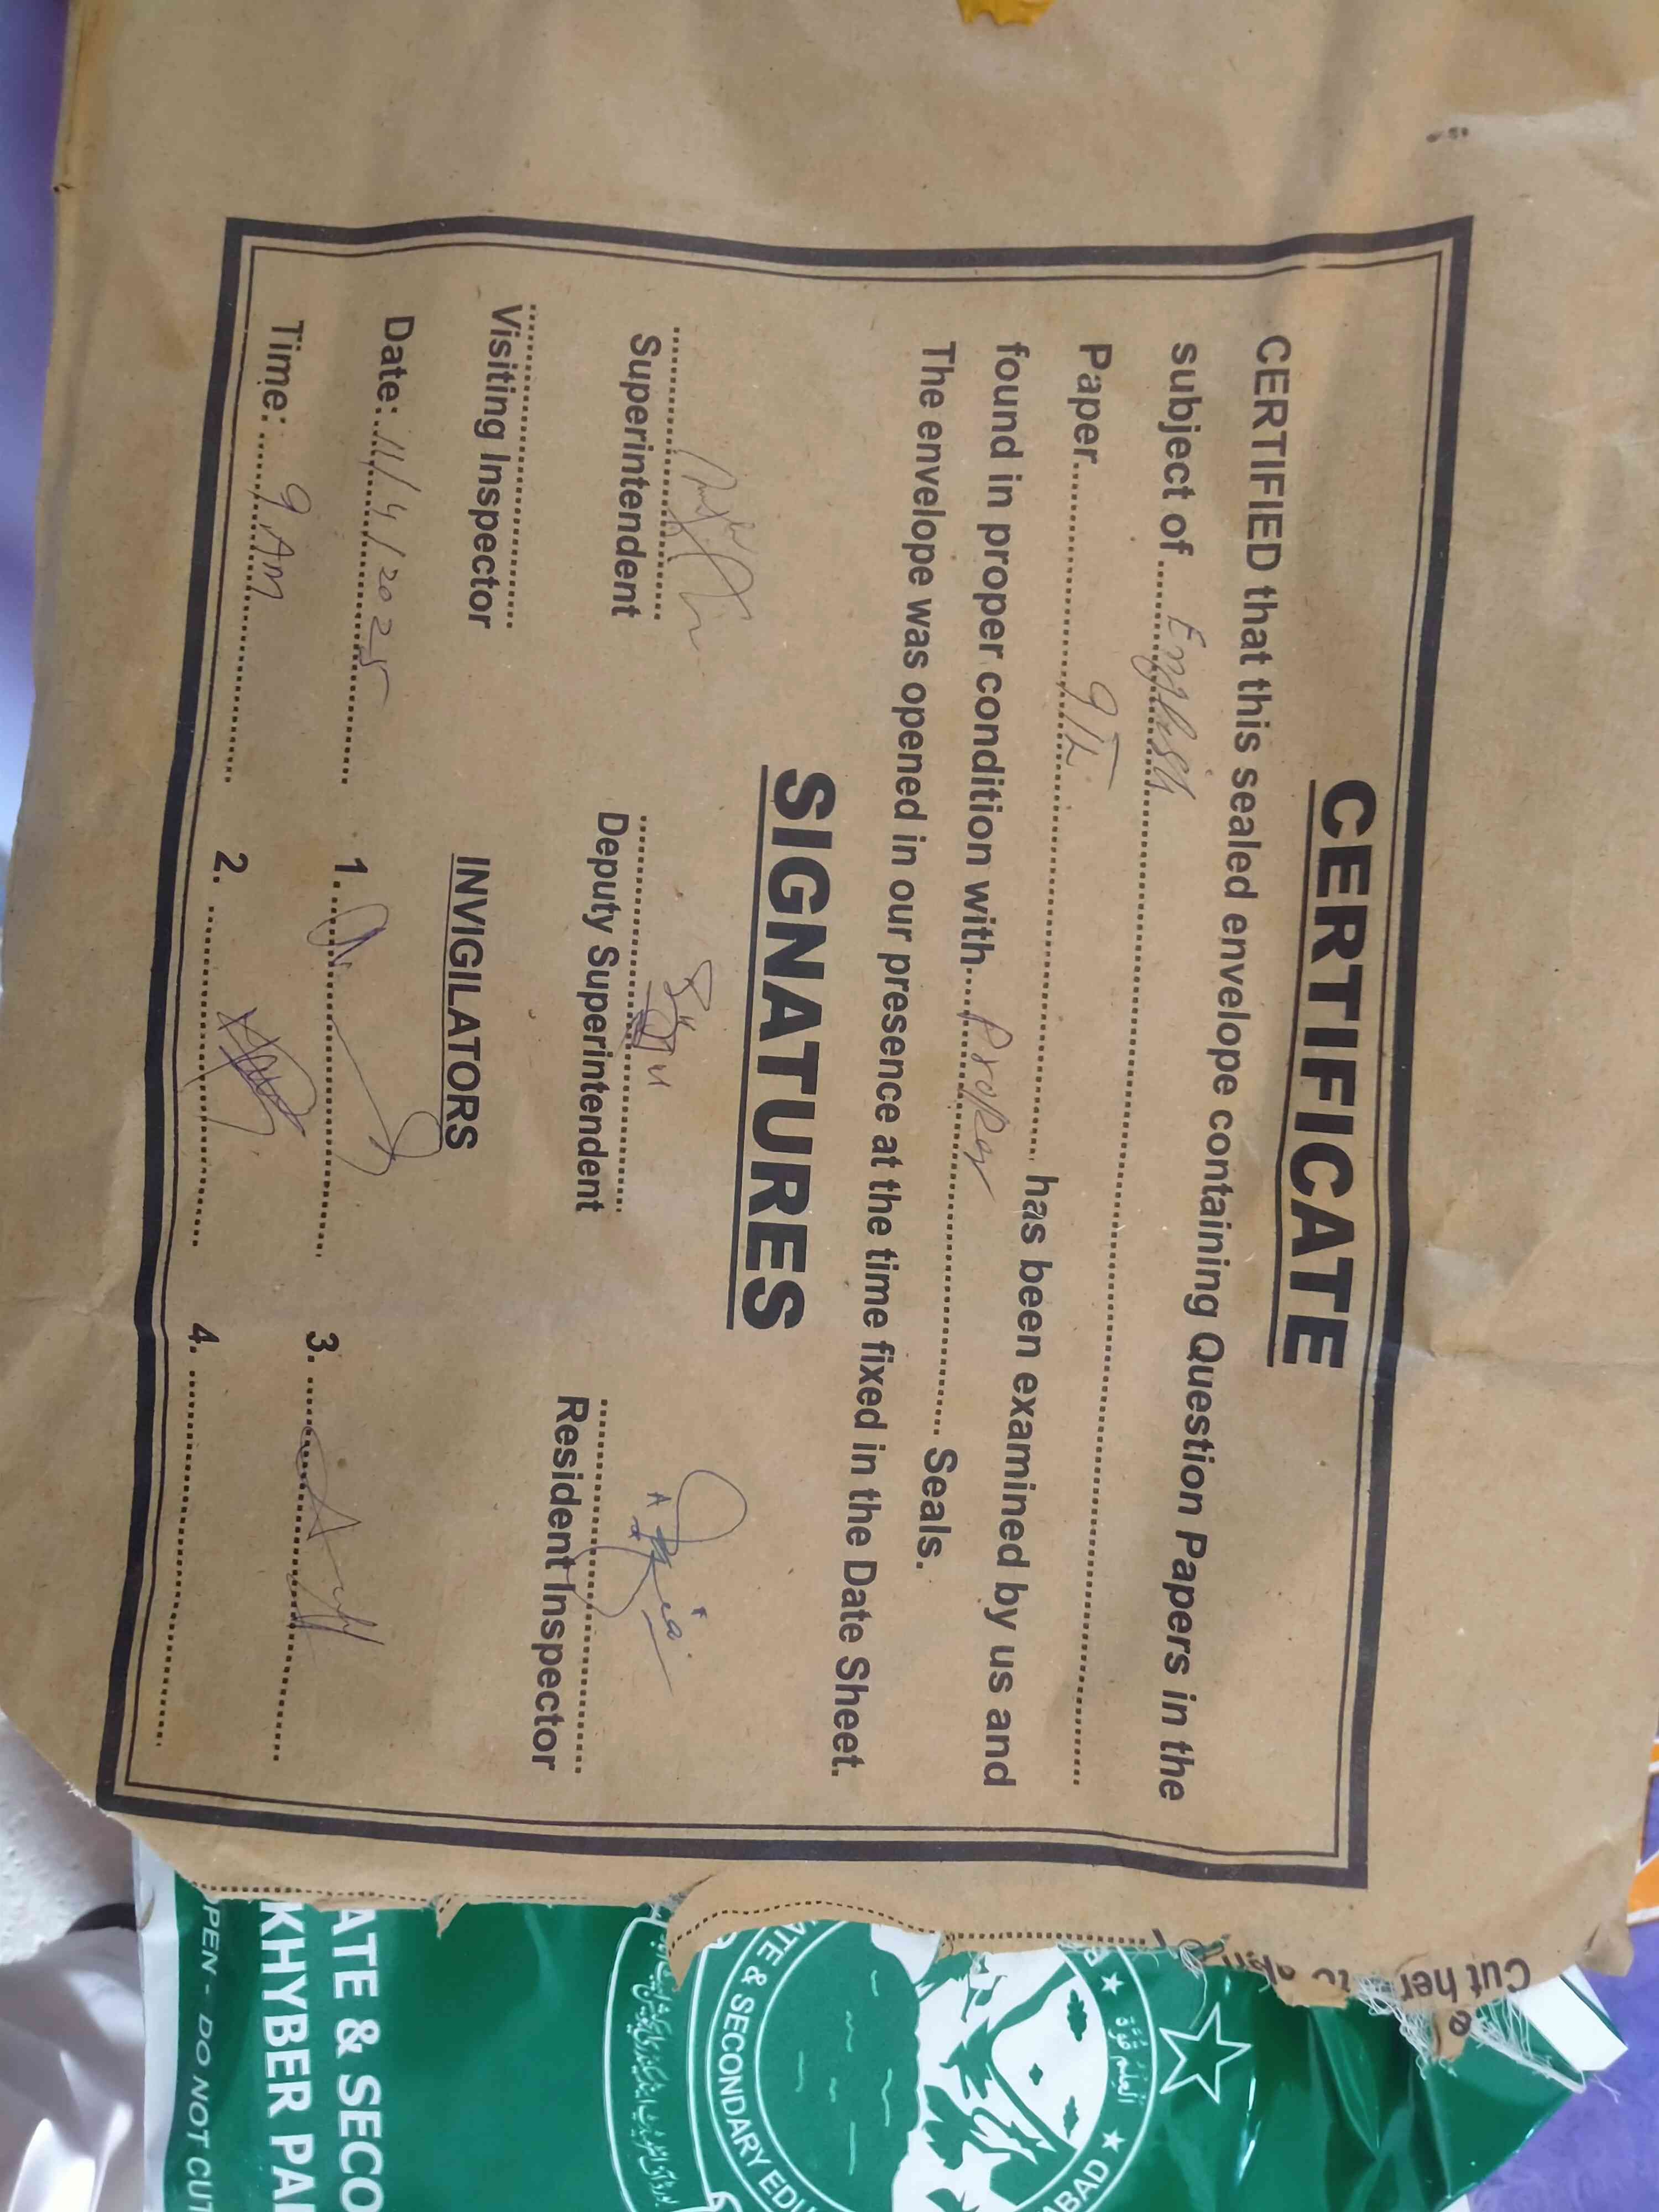 CERTIFICATE
CERTIFIED that this sealed envelope containing Question Papers in the
subject of ...... English ......
Paper ...... 9th ...... has been examined by us and
found in proper condition with ...... Proper ...... Seals.
The envelope was opened in our presence at the time fixed in the Date Sheet.
SIGNATURES
Superintendent
Deputy Superintendent
Resident Inspector
Visiting Inspector
INVIGILATORS
Date: 11/4/2025
1.
3.
Time: 9 AM
2.
4.
Cut here to
ATE & SECONDARY EDU
ABAD
اَلعِلمُ قُوَّة
ATE & SECO
KHYBER PA
PEN - DO NOT CUT